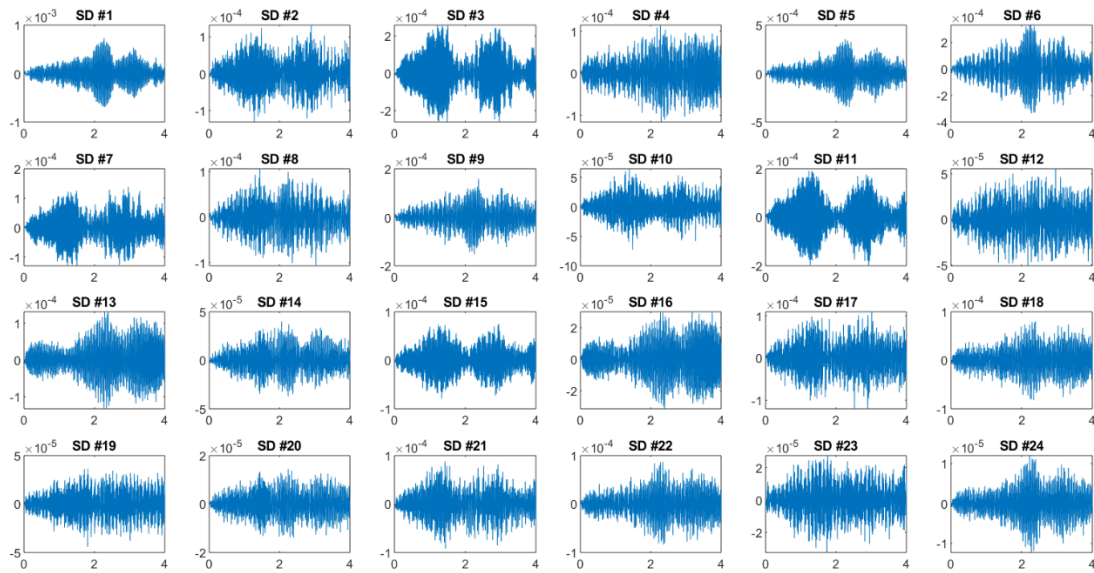 SD #1 SD #2 SD #3 SD #4 SD #5 SD #6
×10⁻³ ×10⁻⁴ ×10⁻⁴ ×10⁻⁴ ×10⁻⁴ ×10⁻⁴
1 1 2 1 5 2
0 0 0 0 0 0
-1 -1 -2 -1 -5 -2
-4
0 2 4 0 2 4 0 2 4 0 2 4 0 2 4 0 2 4
SD #7 SD #8 SD #9 SD #10 SD #11 SD #12
×10⁻⁴ ×10⁻⁴ ×10⁻⁴ ×10⁻⁵ ×10⁻⁴ ×10⁻⁵
2 1 2 5 2 5
1 0 0 0 0 0
0 -1 -2 -5 -2 -5
-1 -10
0 2 4 0 2 4 0 2 4 0 2 4 0 2 4 0 2 4
SD #13 SD #14 SD #15 SD #16 SD #17 SD #18
×10⁻⁴ ×10⁻⁵ ×10⁻⁴ ×10⁻⁵ ×10⁻⁴ ×10⁻⁴
1 5 1 2 1 1
0 0 0 0 0 0
-1 -5 -1 -2 -1 -1
0 2 4 0 2 4 0 2 4 0 2 4 0 2 4 0 2 4
SD #19 SD #20 SD #21 SD #22 SD #23 SD #24
×10⁻⁵ ×10⁻⁵ ×10⁻⁴ ×10⁻⁴ ×10⁻⁵ ×10⁻⁵
5 2 1 1 2 1
0 0 0 0 0 0
-5 -2 -1 -1 -2 -1
0 2 4 0 2 4 0 2 4 0 2 4 0 2 4 0 2 4